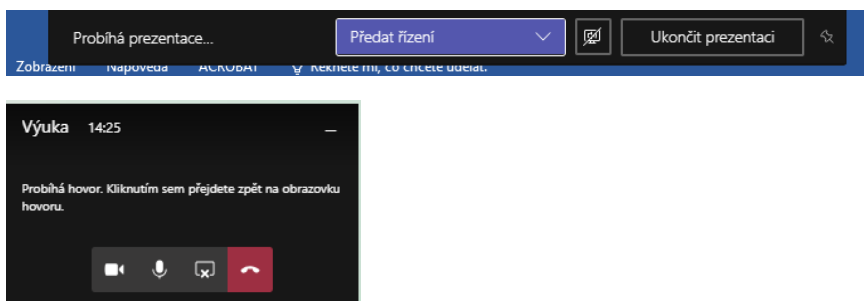 Probíhá prezentace...
Předat řízení
Ukončit prezentaci
Zobrazení Nápověda ACROBAT Řekněte mi, co chcete udělat.
Výuka 14:25
Probíhá hovor. Kliknutím sem přejdete zpět na obrazovku
hovoru.